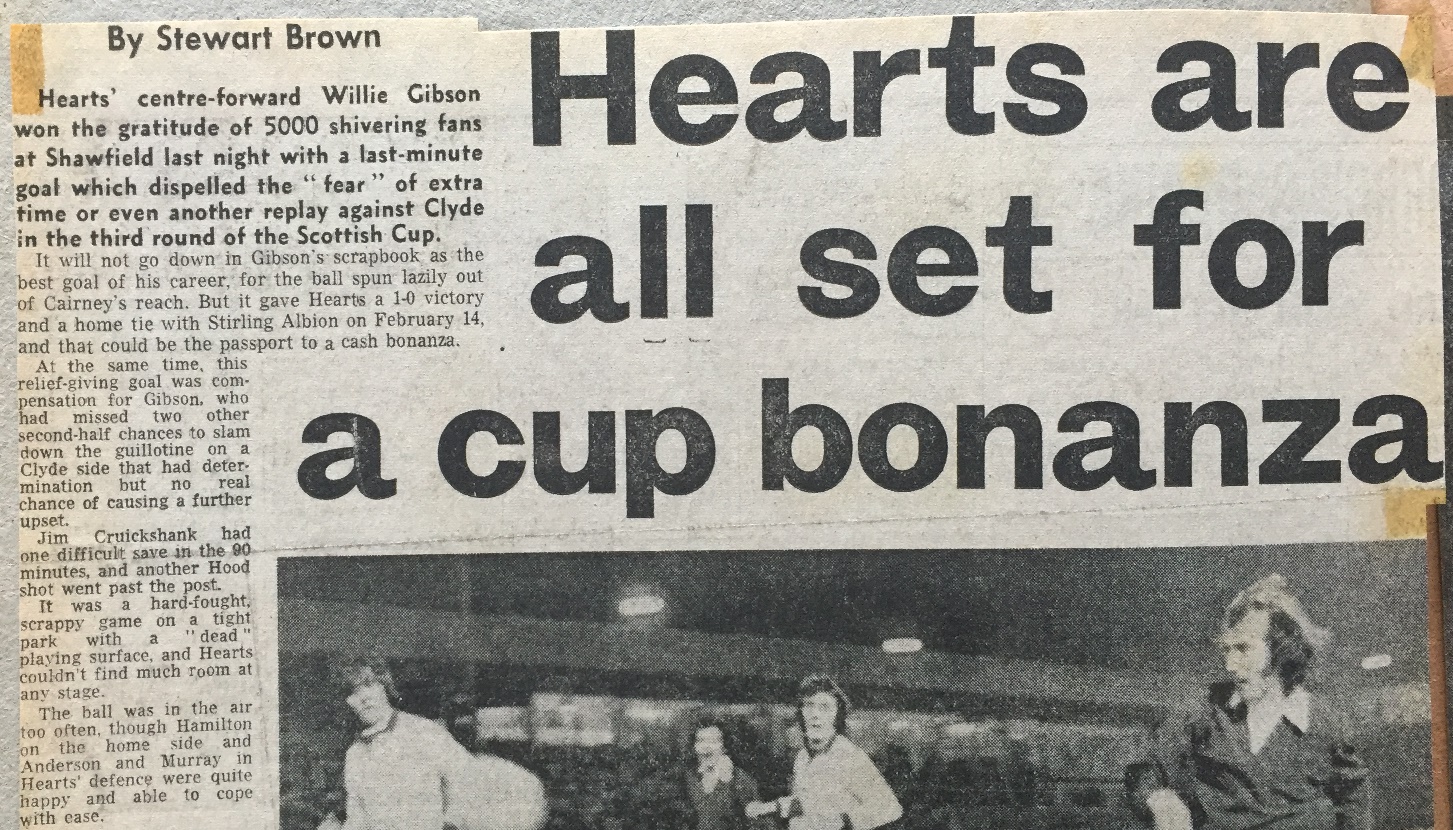 By Stewart Brown
Hearts are
all set for
a cup bonanza
Hearts' centre-forward Willie Gibson
won the gratitude of 5000 shivering fans
at Shawfield last night with a last-minute
goal which dispelled the "fear" of extra
time or even another replay against Clyde
in the third round of the Scottish Cup.
It will not go down in Gibson's scrapbook as the
best goal of his career, for the ball spun lazily out
of Cairney's reach. But it gave Hearts a 1-0 victory
and a home tie with Stirling Albion on February 14,
and that could be the passport to a cash bonanza.
At the same time, this
relief-giving goal was com-
pensation for Gibson, who
had missed two other
second-half chances to slam
down the guillotine on a
Clyde side that had deter-
mination but no real
chance of causing a further
upset.
Jim Cruickshank had
one difficult save in the 90
minutes, and another Hood
shot went past the post.
It was a hard-fought,
scrappy game on a tight
park with a "dead"
playing surface, and Hearts
couldn't find much room at
any stage.
The ball was in the air
too often, though Hamilton
on the home side and
Anderson and Murray in
Hearts' defence were quite
happy and able to cope
with ease.